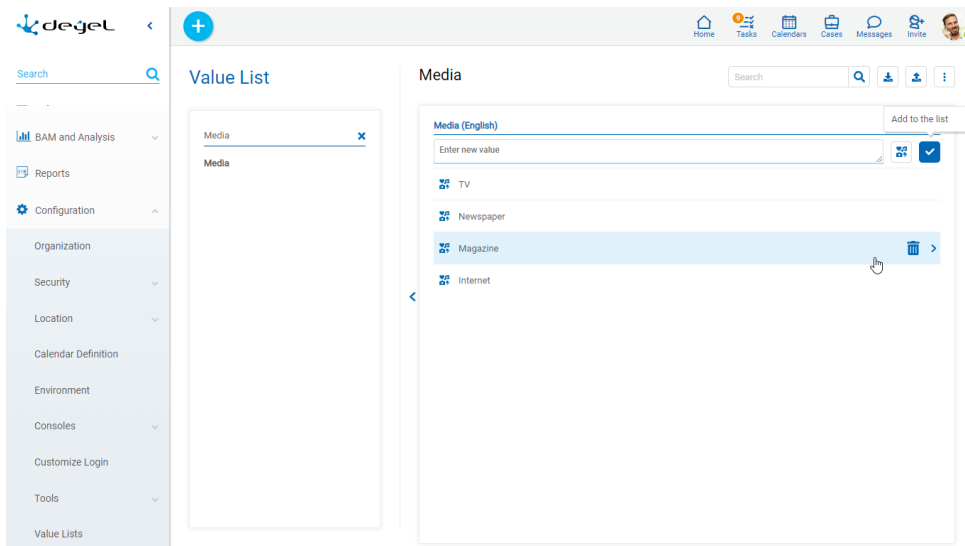 deyel
Home
9
Tasks
Calendars
Cases
Messages
Invite
Search
BAM and Analysis
Reports
Configuration
Organization
Security
Location
Calendar Definition
Environment
Consoles
Customize Login
Tools
Value Lists
Value List
Media
Media
Media
Search
Add to the list
Media (English)
Enter new value
TV
Newspaper
Magazine
Internet